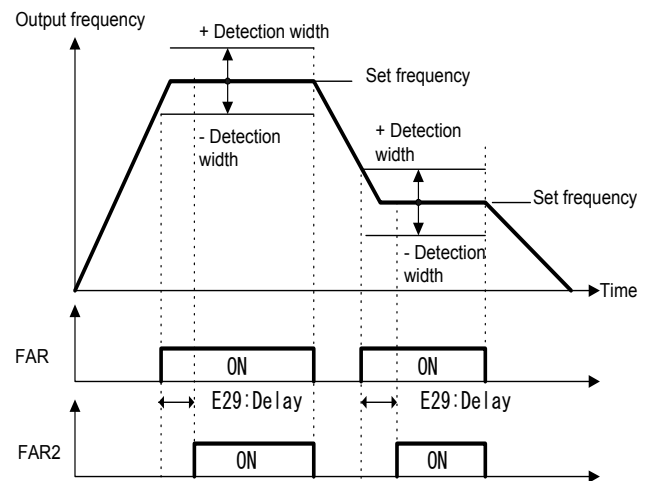 Output frequency
+ Detection width
Set frequency
- Detection
width
+ Detection
width
Set frequency
- Detection
width
Time
FAR
ON
ON
E29:Delay
E29:Delay
FAR2
ON
ON